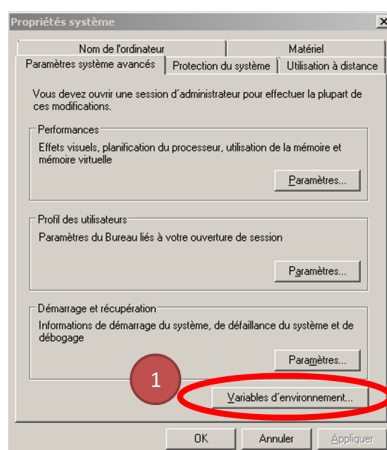 Propriétés système
Nom de l'ordinateur
Matériel
Paramètres système avancés
Protection du système
Utilisation à distance
Vous devez ouvrir une session d'administrateur pour effectuer la plupart de
ces modifications.
Performances
Effets visuels, planification du processeur, utilisation de la mémoire et
mémoire virtuelle
Paramètres...
Profil des utilisateurs
Paramètres du Bureau liés à votre ouverture de session
Paramètres...
Démarrage et récupération
Informations de démarrage du système, de défaillance du système et de
débogage
Paramètres...
1
Variables d'environnement...
OK
Annuler
Appliquer